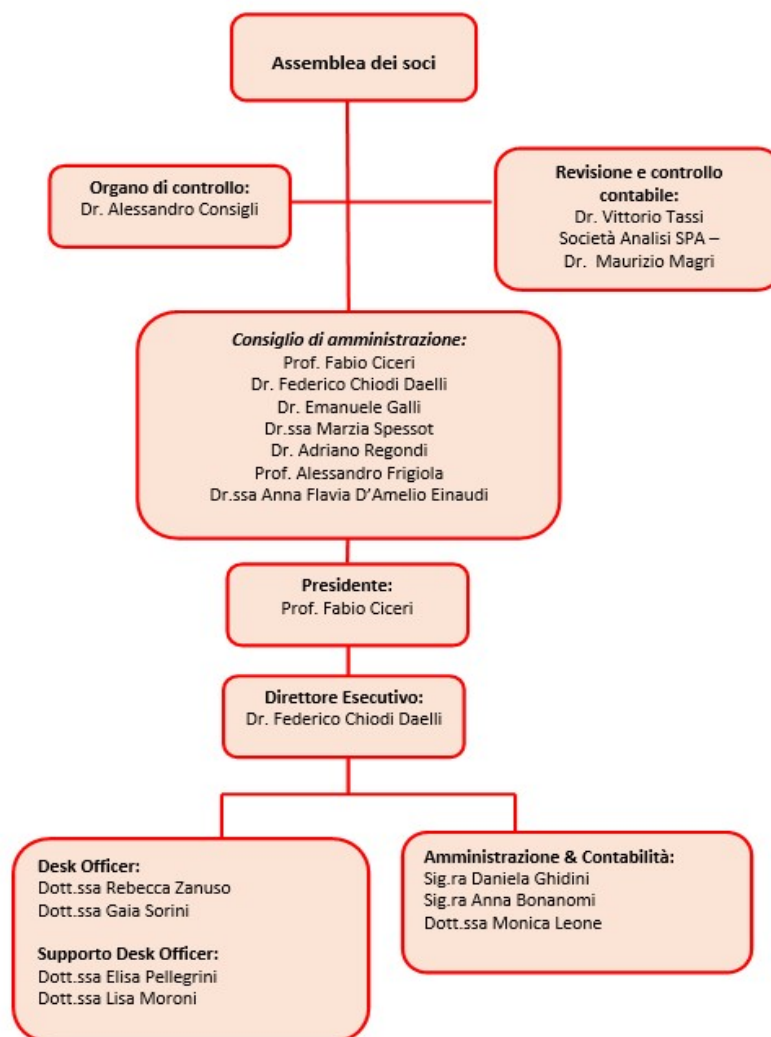 Assemblea dei soci
Organo di controllo:
Dr. Alessandro Consigli
Revisione e controllo
contabile:
Dr. Vittorio Tassi
Società Analisi SPA –
Dr. Maurizio Magri
Consiglio di amministrazione:
Prof. Fabio Ciceri
Dr. Federico Chiodi Daelli
Dr. Emanuele Galli
Dr.ssa Marzia Spessot
Dr. Adriano Regondi
Prof. Alessandro Frigiola
Dr.ssa Anna Flavia D’Amelio Einaudi
Presidente:
Prof. Fabio Ciceri
Direttore Esecutivo:
Dr. Federico Chiodi Daelli
Desk Officer:
Dott.ssa Rebecca Zanuso
Dott.ssa Gaia Sorini
Supporto Desk Officer:
Dott.ssa Elisa Pellegrini
Dott.ssa Lisa Moroni
Amministrazione & Contabilità:
Sig.ra Daniela Ghidini
Sig.ra Anna Bonanomi
Dott.ssa Monica Leone